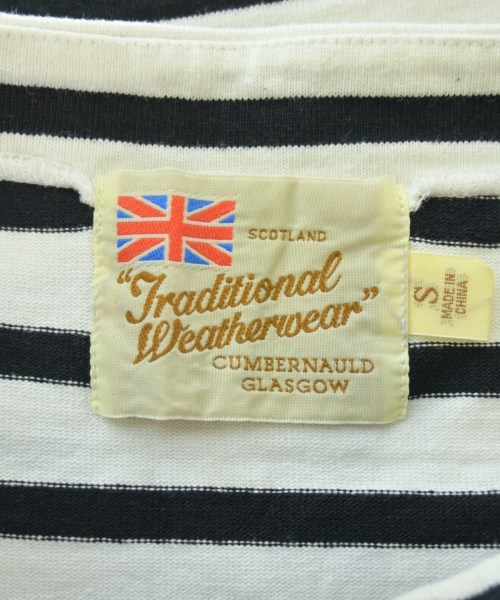 SCOTLAND
“Traditional
Weatherwear”
CUMBERNAULD
GLASGOW
S
MADE IN
CHINA